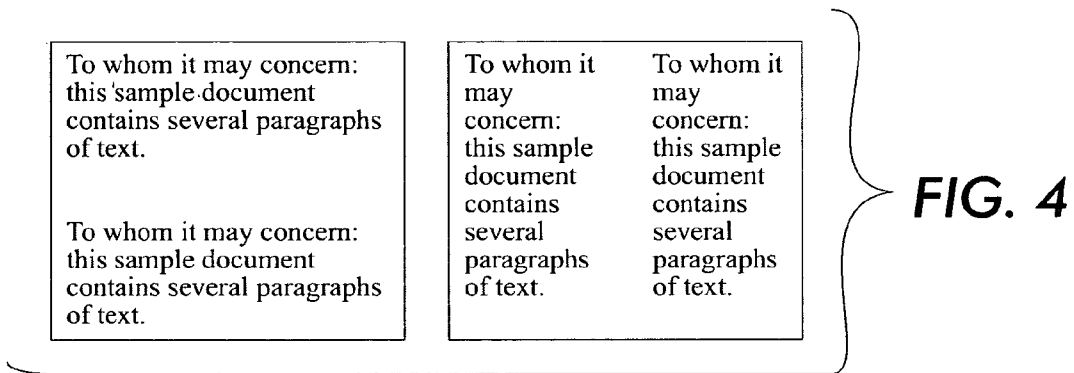 To whom it may concern:
this sample document
contains several paragraphs
of text.
To whom it may concern:
this sample document
contains several paragraphs
of text.
To whom it
may
concern:
this sample
document
contains
several
paragraphs
of text.
To whom it
may
concern:
this sample
document
contains
several
paragraphs
of text.
FIG. 4